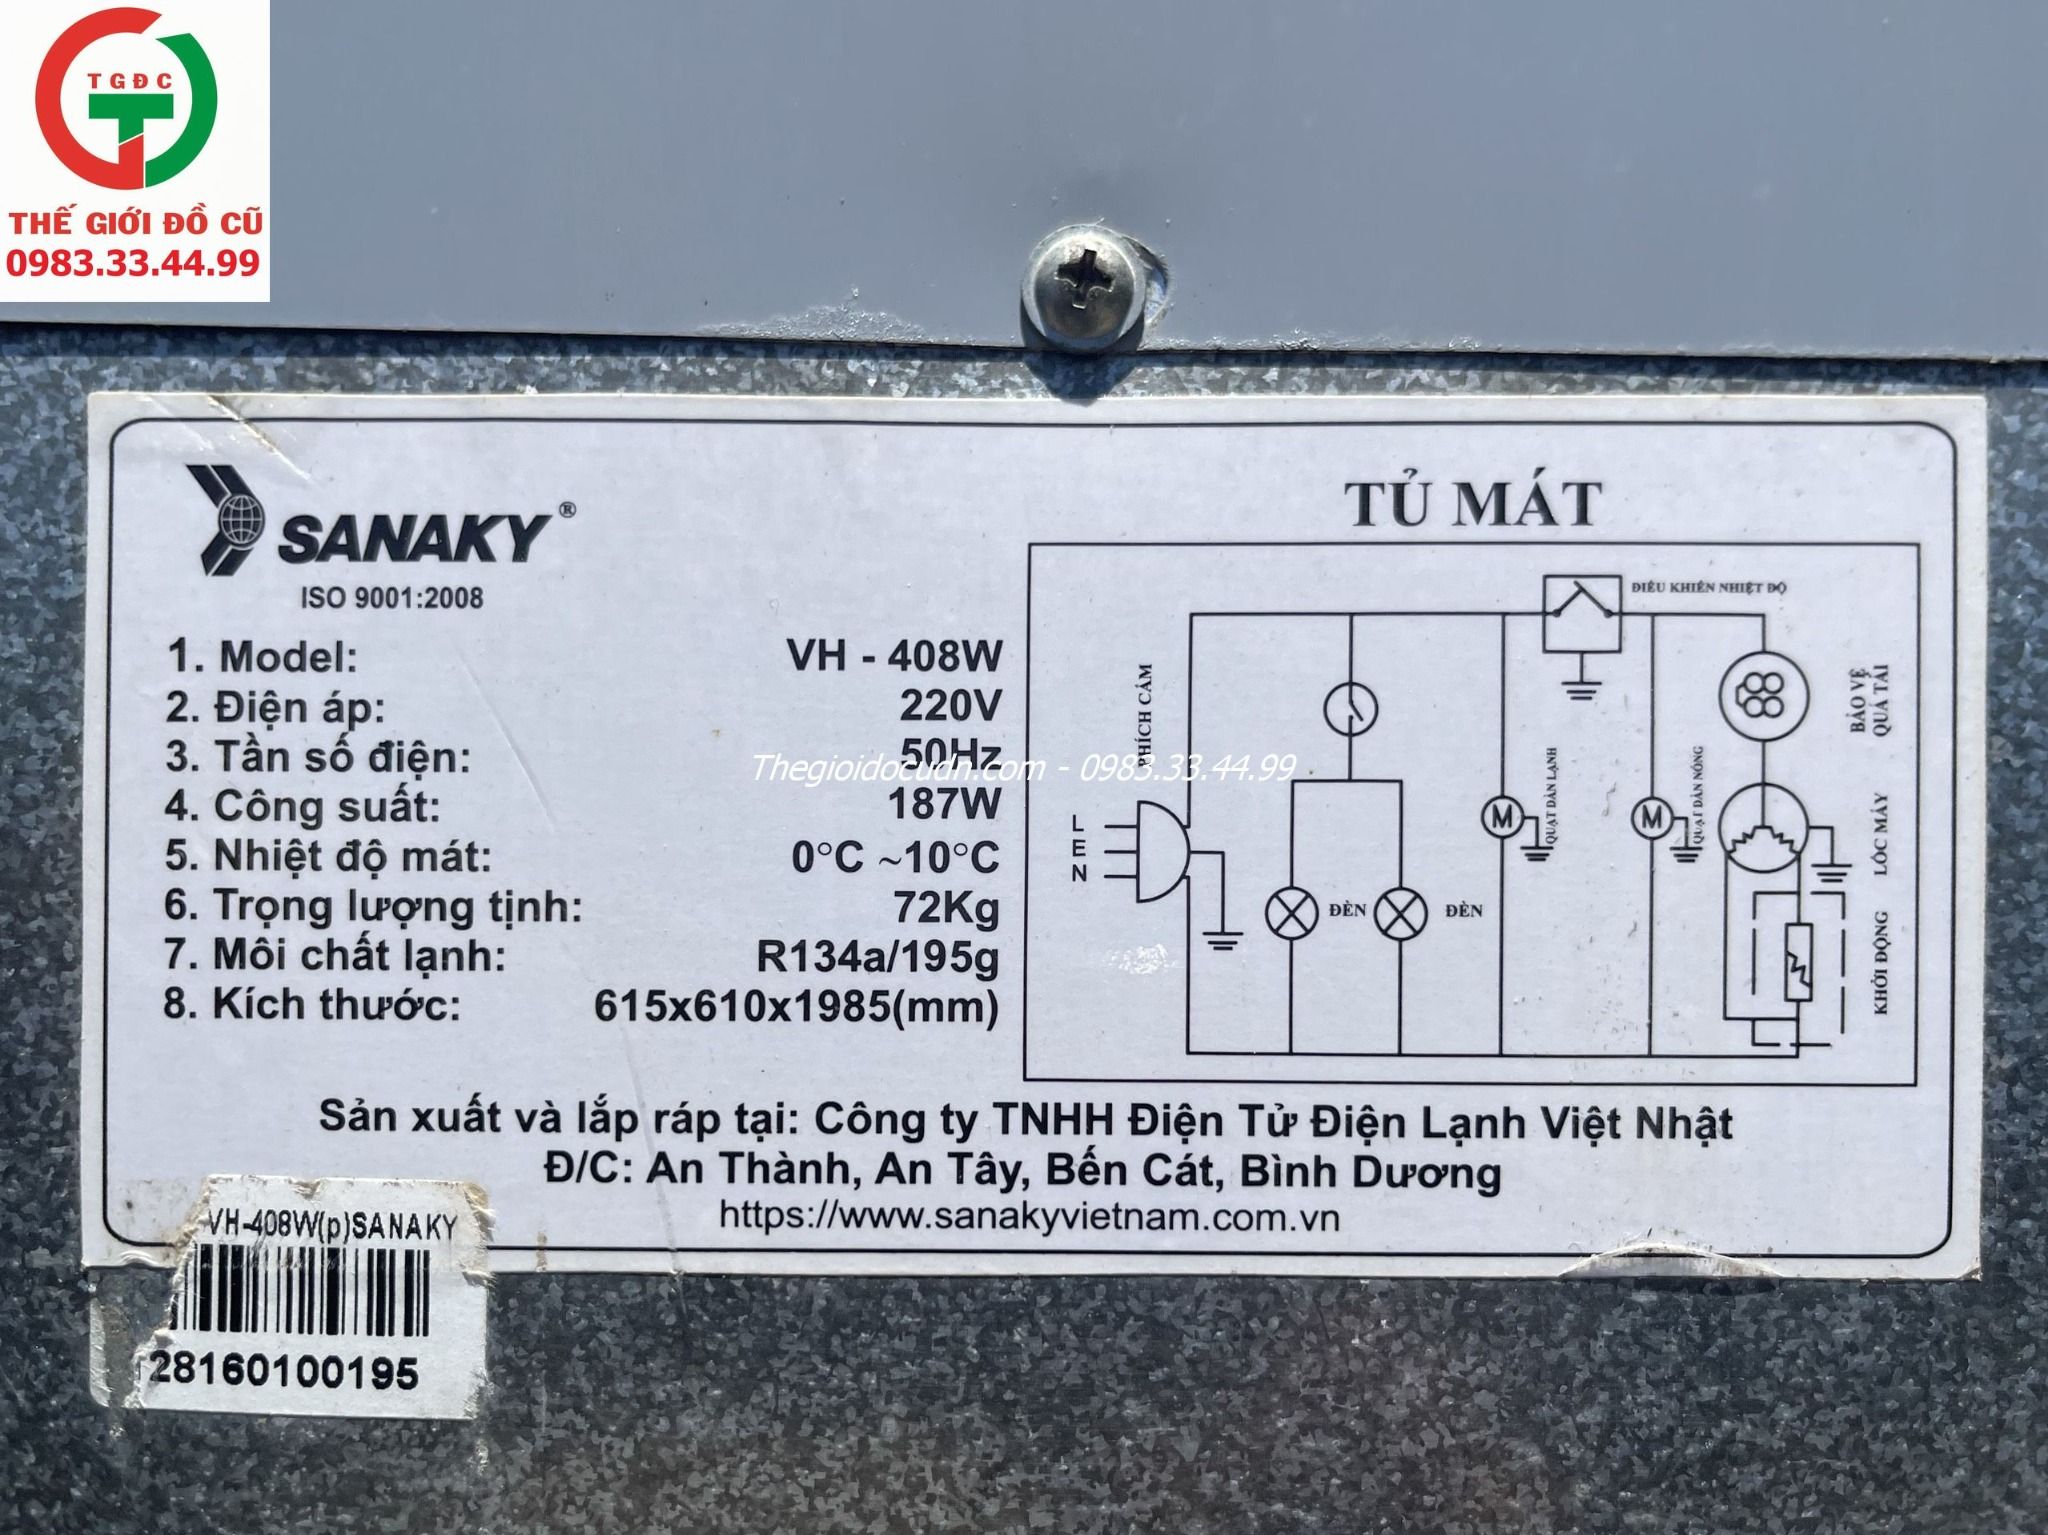 TGĐC
THẾ GIỚI ĐỒ CŨ
0983.33.44.99
SANAKY®
ISO 9001:2008
1. Model: VH - 408W
2. Điện áp: 220V
3. Tần số điện: 50Hz
4. Công suất: 187W
5. Nhiệt độ mát: 0°C ~10°C
6. Trọng lượng tịnh: 72Kg
7. Môi chất lạnh: R134a/195g
8. Kích thước: 615x610x1985(mm)
Thegioidocudn.com - 0983.33.44.99
TỦ MÁT
ĐIỀU KHIỂN NHIỆT ĐỘ
PHÍCH CẮM
L
E
N
ĐÈN
ĐÈN
M
QUẠT DÀN LẠNH
M
QUẠT DÀN NÓNG
BẢO VỆ
QUÁ TẢI
LỐC MÁY
KHỞI ĐỘNG
Sản xuất và lắp ráp tại: Công ty TNHH Điện Tử Điện Lạnh Việt Nhật
Đ/C: An Thành, An Tây, Bến Cát, Bình Dương
https://www.sanakyvietnam.com.vn
VH-408W(p)SANAKY
28160100195